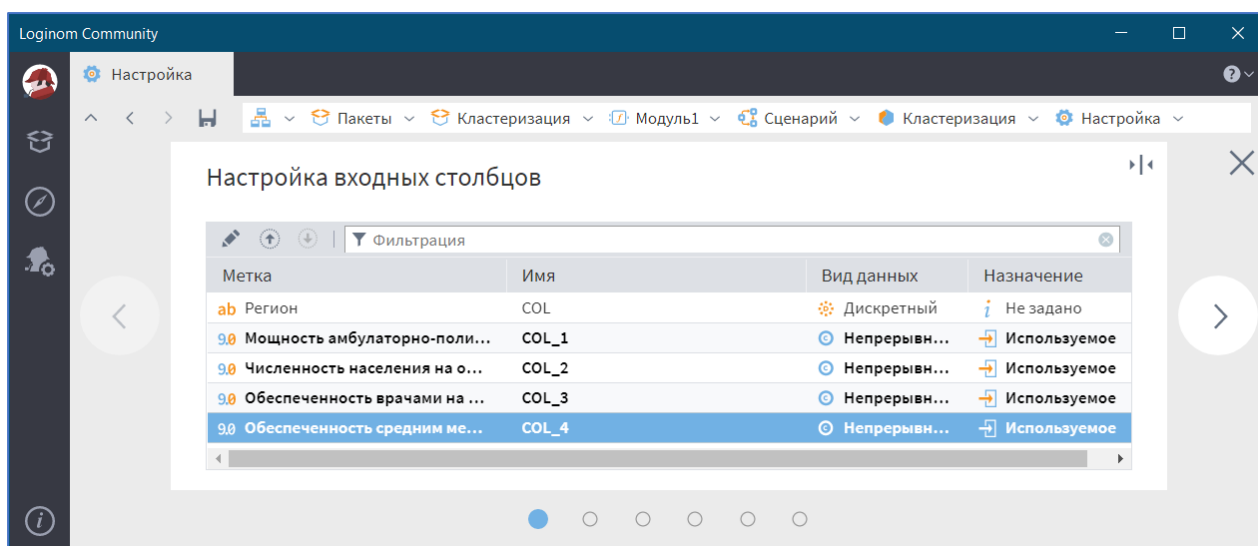 Loginom Community
Настройка
Пакеты Кластеризация Модуль1 Сценарий Кластеризация Настройка
Настройка входных столбцов
Фильтрация
Метка Имя Вид данных Назначение
ab Регион COL Дискретный i Не задано
9.0 Мощность амбулаторно-поли... COL_1 Непрерывн... Используемое
9.0 Численность населения на о... COL_2 Непрерывн... Используемое
9.0 Обеспеченность врачами на ... COL_3 Непрерывн... Используемое
9.0 Обеспеченность средним ме... COL_4 Непрерывн... Используемое